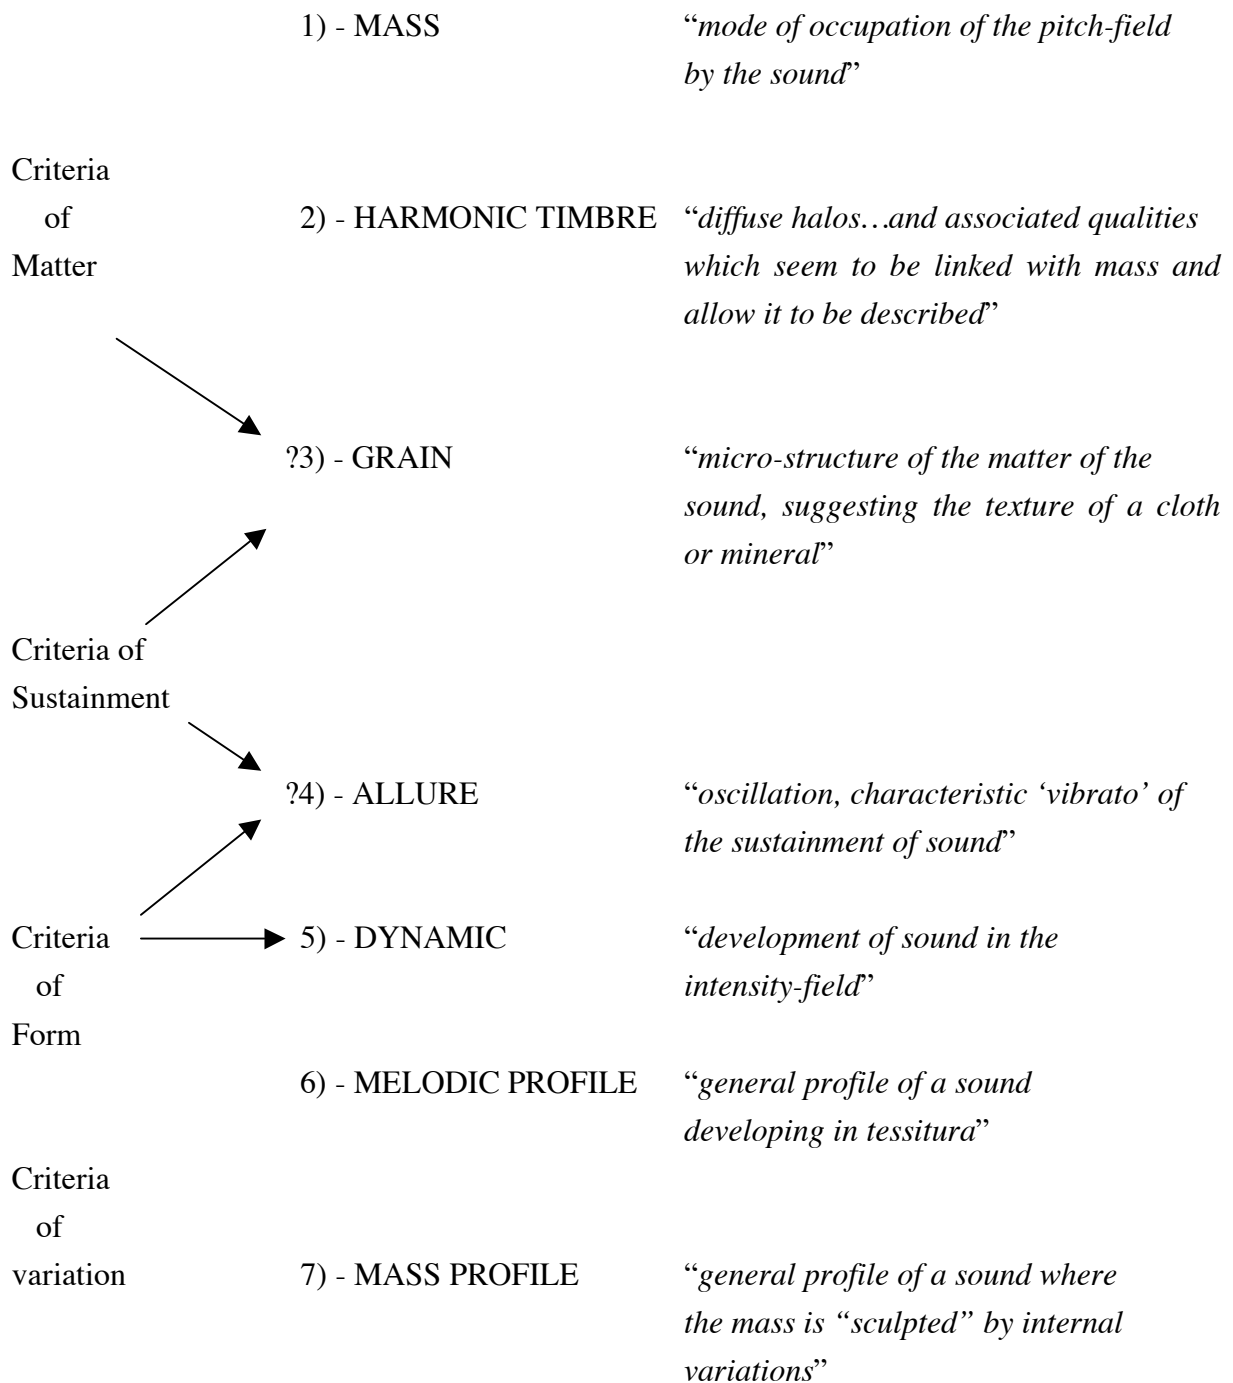 1) - MASS “mode of occupation of the pitch-field
by the sound”
Criteria
of 2) - HARMONIC TIMBRE “diffuse halos…and associated qualities
Matter which seem to be linked with mass and
allow it to be described”
?3) - GRAIN “micro-structure of the matter of the
sound, suggesting the texture of a cloth
or mineral”
Criteria of
Sustainment
?4) - ALLURE “oscillation, characteristic ‘vibrato’ of
the sustainment of sound”
Criteria 5) - DYNAMIC “development of sound in the
of intensity-field”
Form
6) - MELODIC PROFILE “general profile of a sound
developing in tessitura”
Criteria
of
variation 7) - MASS PROFILE “general profile of a sound where
the mass is “sculpted” by internal
variations”